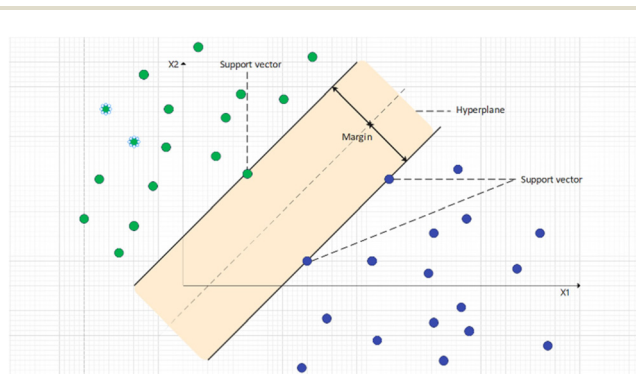 X2
Support vector
Hyperplane
Margin
Support vector
X1